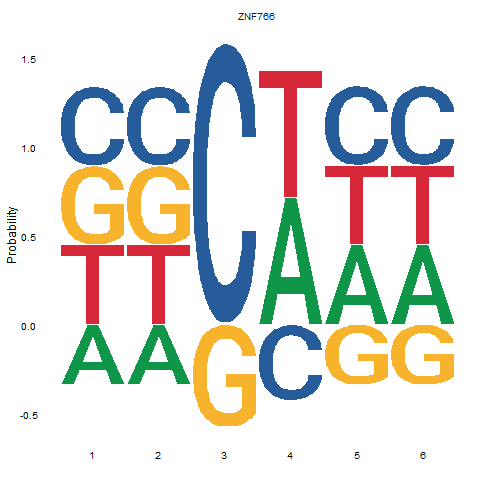 ZNF766
1.5
1.0
0.5
0.0
-0.5
Probability
C C C T C C
G G T T
T T A A A
A A G C G G
1 2 3 4 5 6